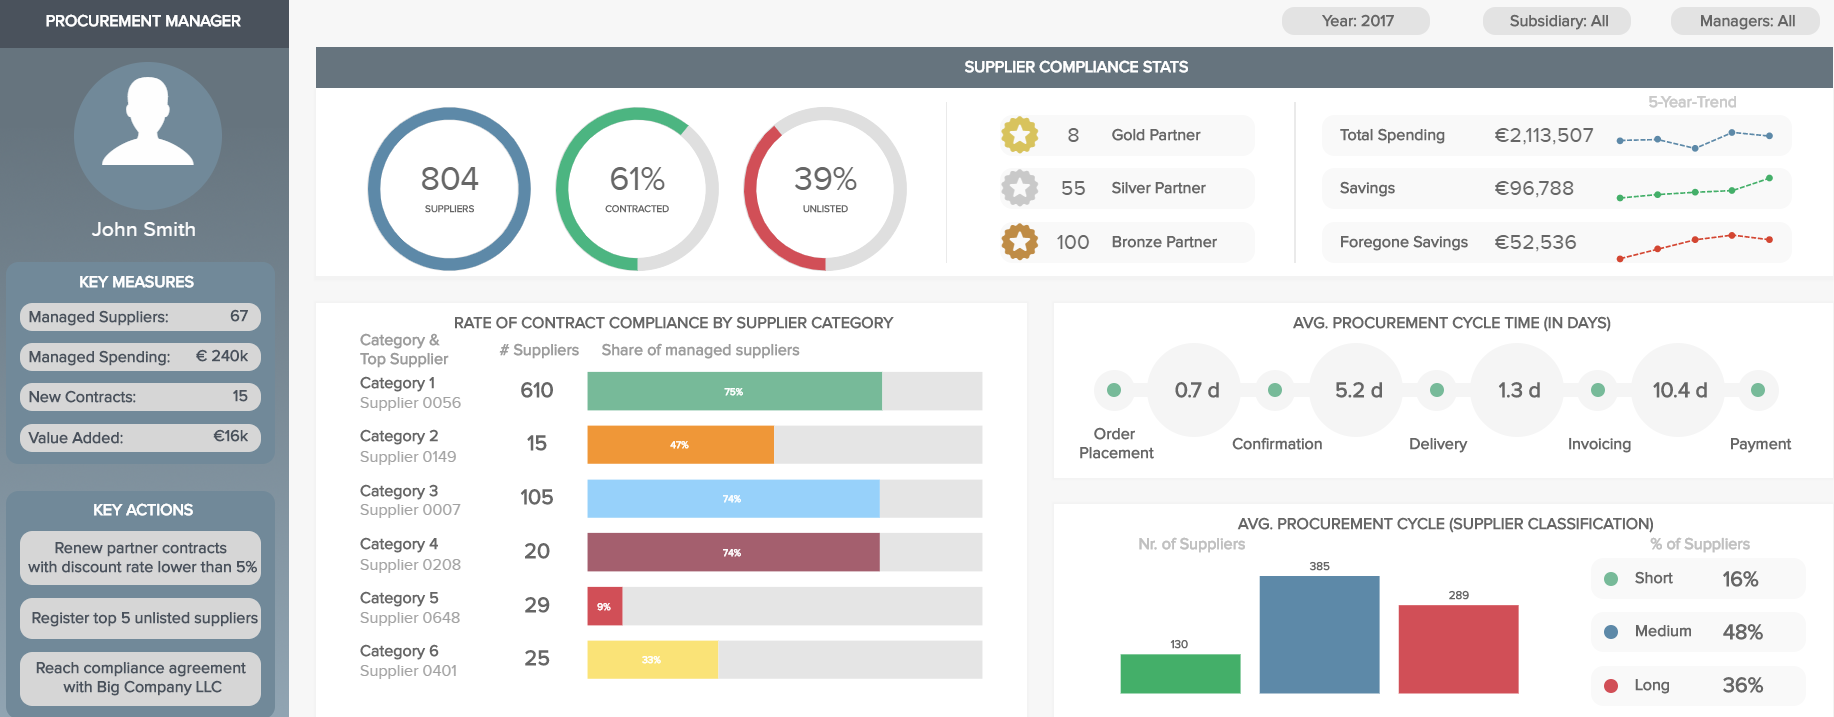 PROCUREMENT MANAGER
John Smith
KEY MEASURES
Managed Suppliers: 67
Managed Spending: € 240k
New Contracts: 15
Value Added: €16k
KEY ACTIONS
Renew partner contracts
with discount rate lower than 5%
Register top 5 unlisted suppliers
Reach compliance agreement
with Big Company LLC
Year: 2017
Subsidiary: All
Managers: All
SUPPLIER COMPLIANCE STATS
804
SUPPLIERS
61%
CONTRACTED
39%
UNLISTED
8 Gold Partner
55 Silver Partner
100 Bronze Partner
5-Year-Trend
Total Spending €2,113,507
Savings €96,788
Foregone Savings €52,536
RATE OF CONTRACT COMPLIANCE BY SUPPLIER CATEGORY
Category &
Top Supplier
# Suppliers
Share of managed suppliers
Category 1
Supplier 0056
610
75%
Category 2
Supplier 0149
15
47%
Category 3
Supplier 0007
105
74%
Category 4
Supplier 0208
20
74%
Category 5
Supplier 0648
29
9%
Category 6
Supplier 0401
25
33%
AVG. PROCUREMENT CYCLE TIME (IN DAYS)
0.7 d
5.2 d
1.3 d
10.4 d
Order
Placement
Confirmation
Delivery
Invoicing
Payment
AVG. PROCUREMENT CYCLE (SUPPLIER CLASSIFICATION)
Nr. of Suppliers
130
385
289
% of Suppliers
Short 16%
Medium 48%
Long 36%